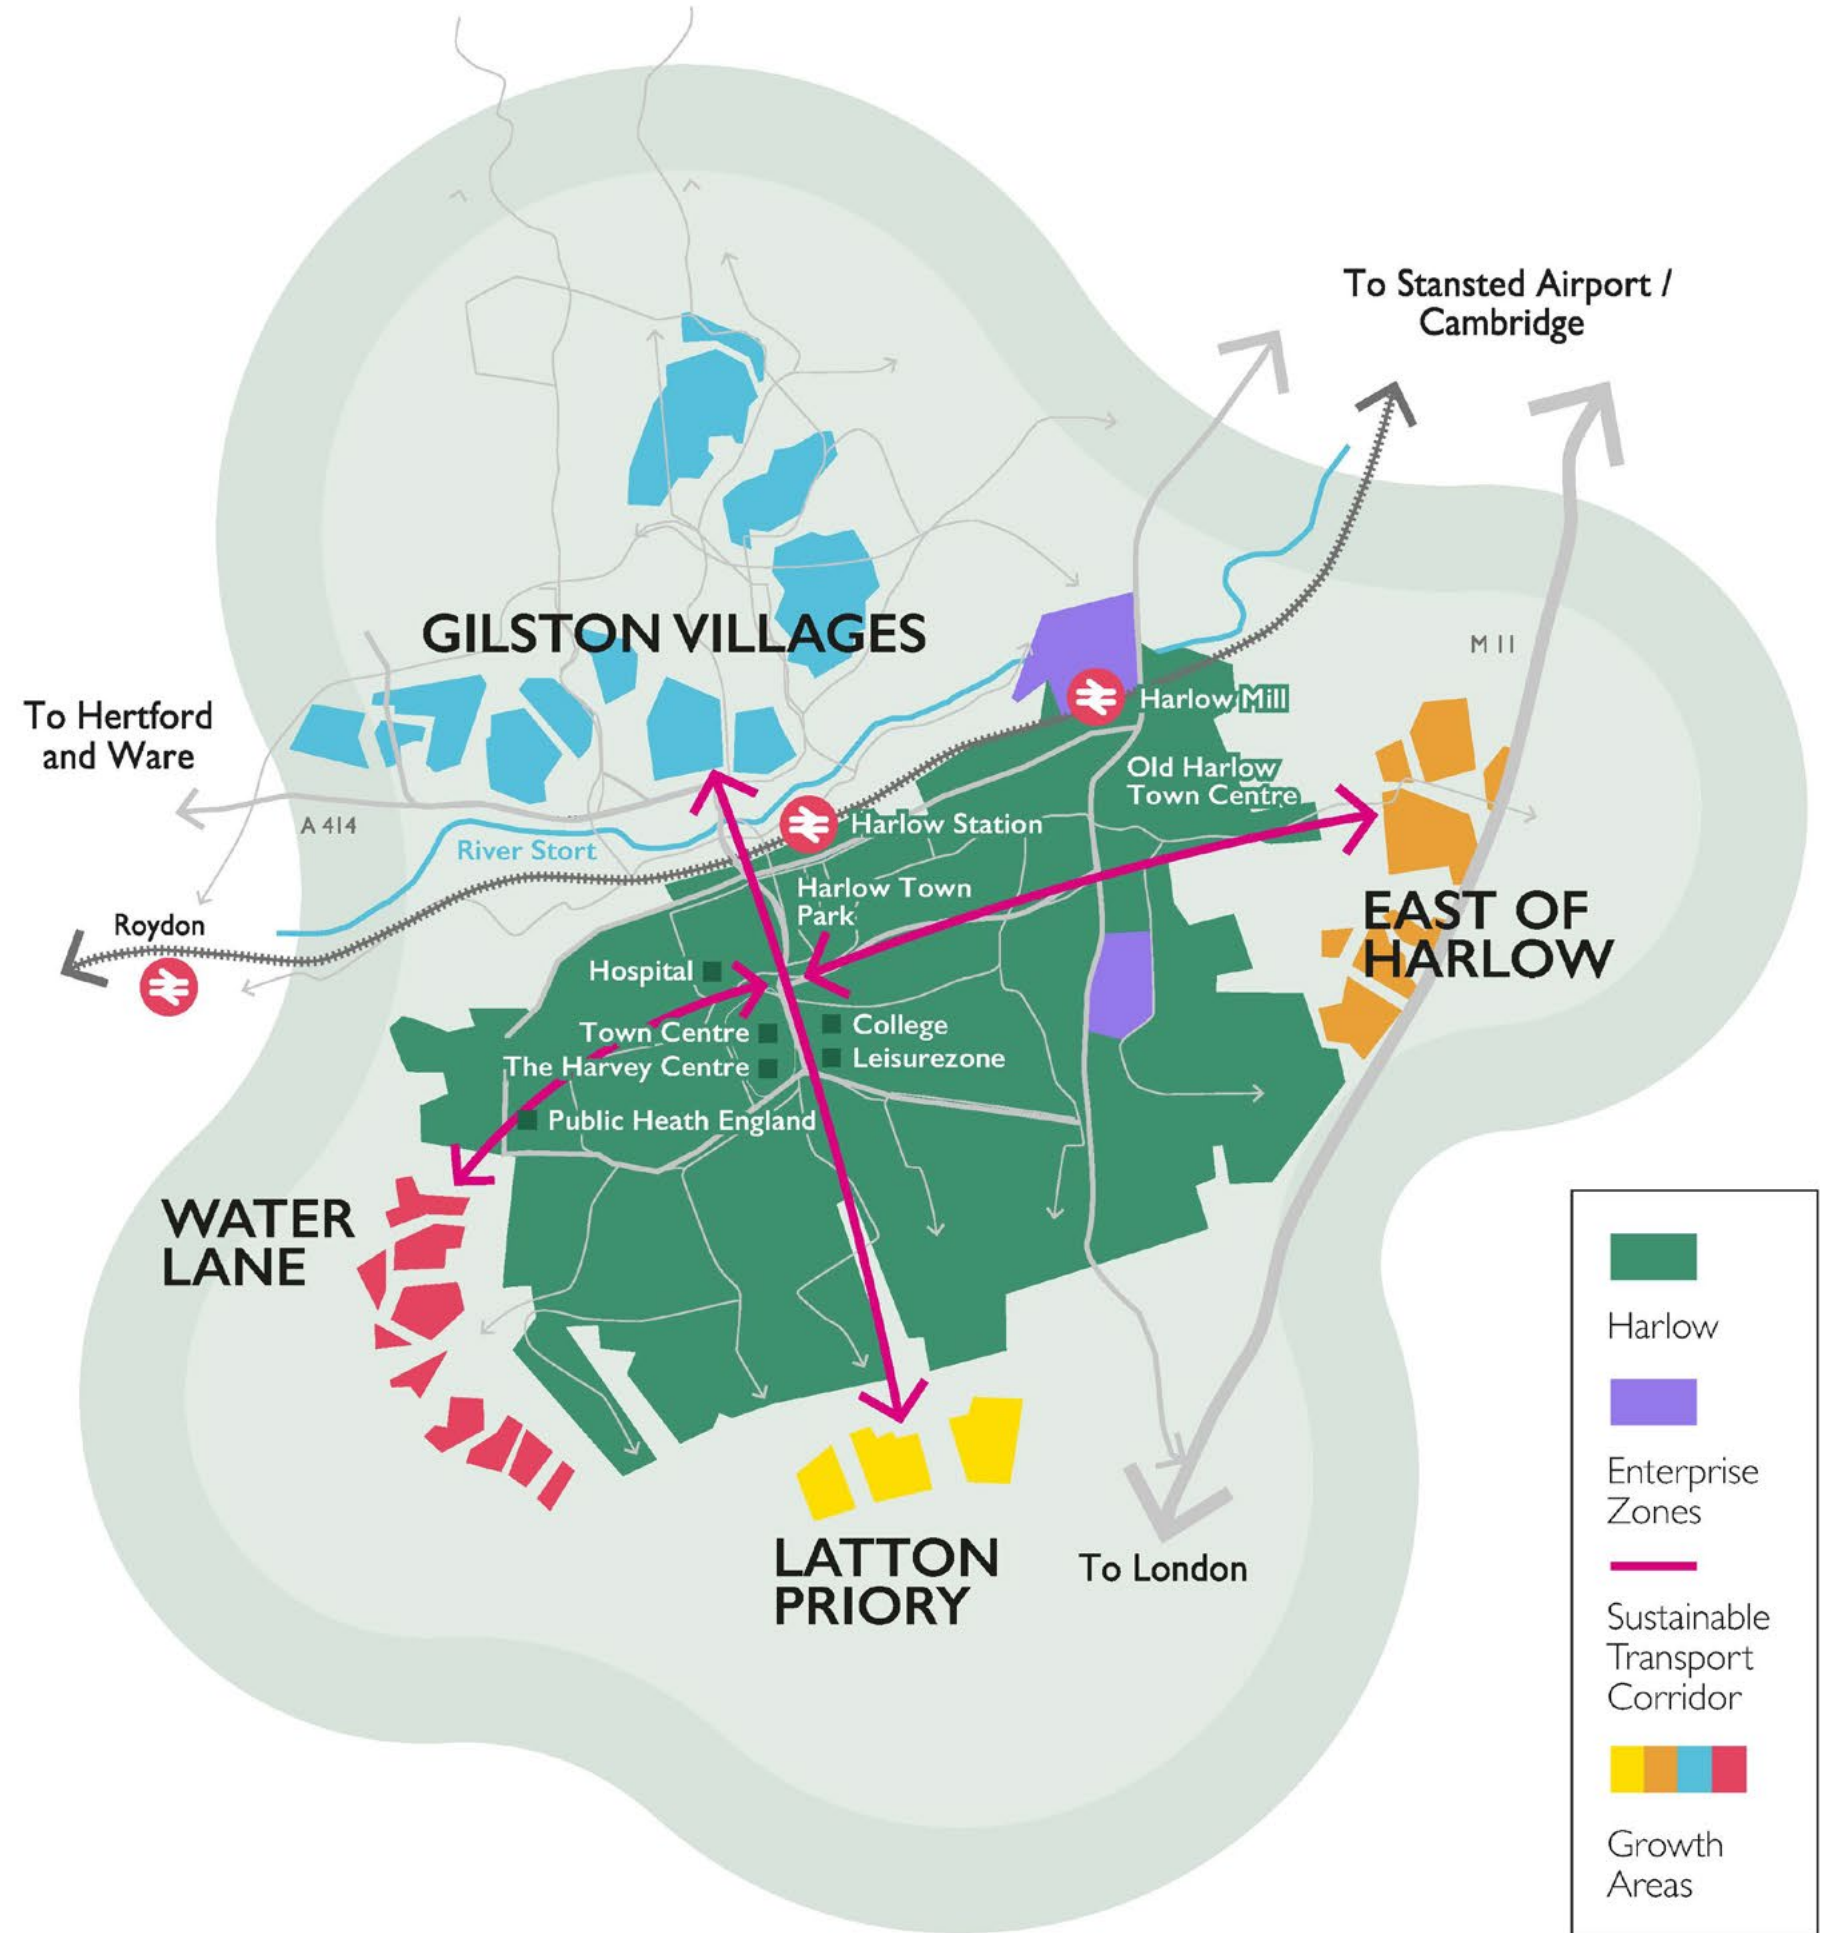 To Stansted Airport /
Cambridge
GILSTON VILLAGES
M 11
To Hertford
and Ware
Harlow Mill
Old Harlow
Town Centre
A 414
River Stort
Harlow Station
Harlow Town
Park
EAST OF
HARLOW
Roydon
Hospital
Town Centre
College
The Harvey Centre
Leisurezone
Public Heath England
WATER
LANE
LATTON
PRIORY
To London
Harlow
Enterprise
Zones
Sustainable
Transport
Corridor
Growth
Areas